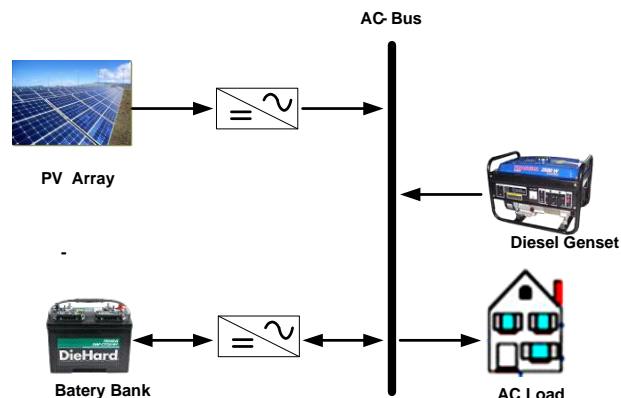 AC-Bus
PV Array
Diesel Genset
-
DieHard
Batery Bank
AC Load